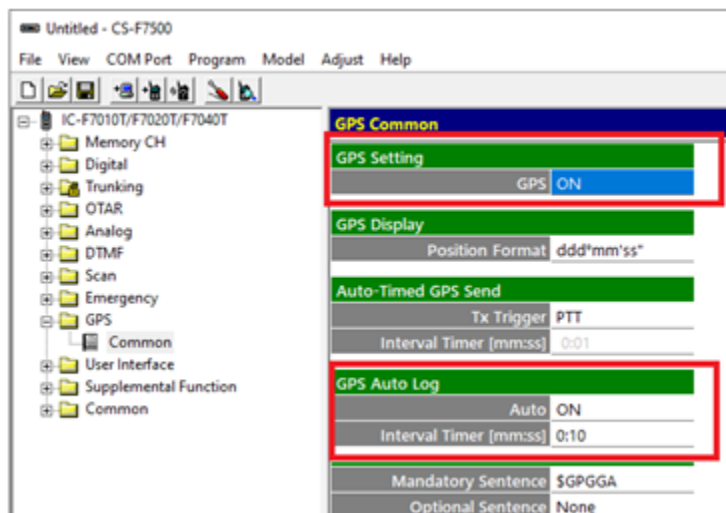 Untitled - CS-F7500
File View COM Port Program Model Adjust Help
IC-F7010T/F7020T/F7040T
Memory CH
Digital
Trunking
OTAR
Analog
DTMF
Scan
Emergency
GPS
Common
User Interface
Supplemental Function
Common
GPS Common
GPS Setting
GPS ON
GPS Display
Position Format ddd°mm'ss"
Auto-Timed GPS Send
Tx Trigger PTT
Interval Timer [mm:ss] 0:01
GPS Auto Log
Auto ON
Interval Timer [mm:ss] 0:10
Mandatory Sentence $GPGGA
Optional Sentence None